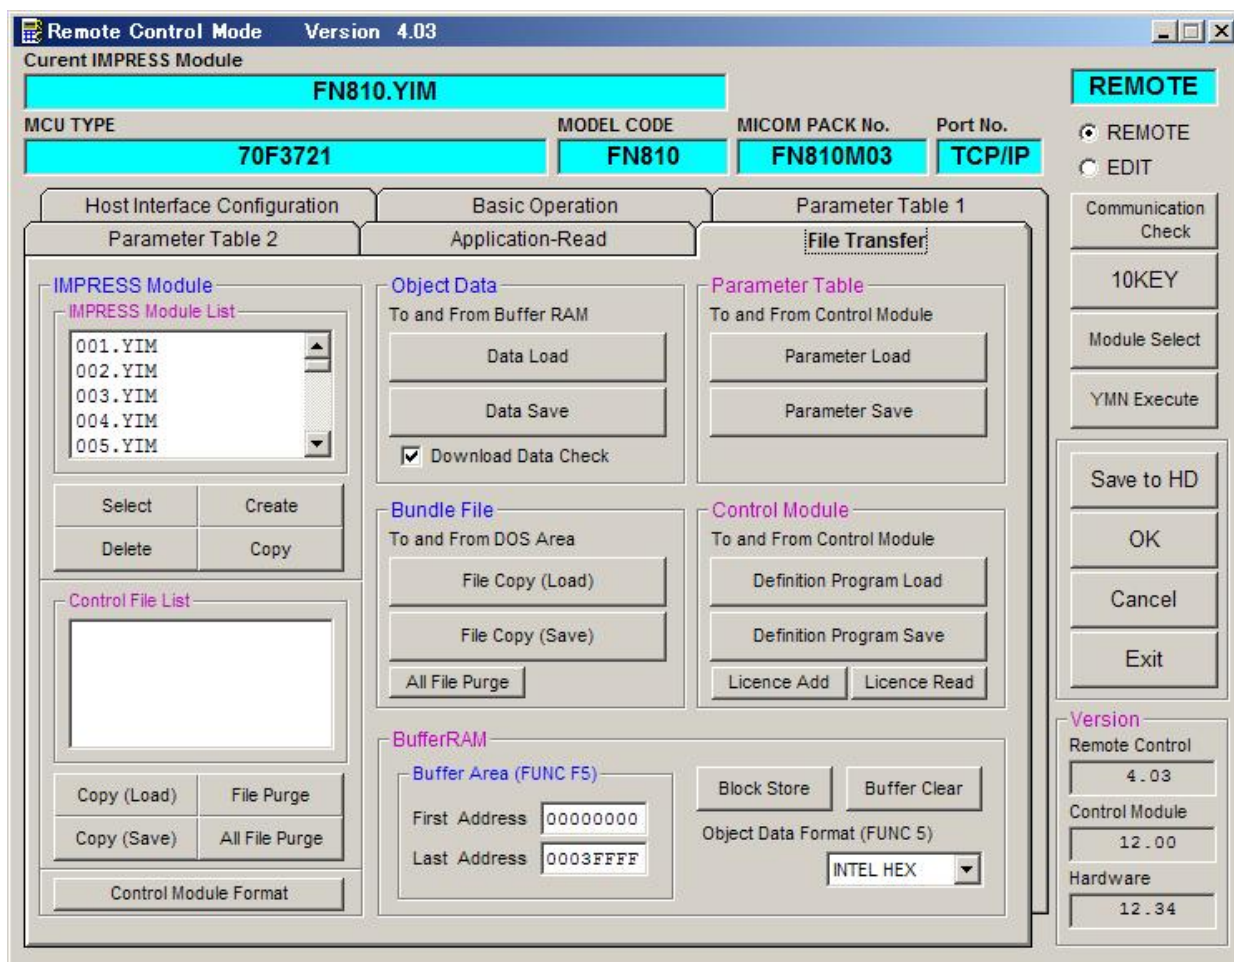 Remote Control Mode Version 4.03
Curent IMPRESS Module
FN810.YIM
REMOTE
MCU TYPE
MODEL CODE
MICOM PACK No.
Port No.
70F3721
FN810
FN810M03
TCP/IP
REMOTE
EDIT
Host Interface Configuration
Basic Operation
Parameter Table 1
Parameter Table 2
Application-Read
File Transfer
IMPRESS Module
IMPRESS Module List
001.YIM
002.YIM
003.YIM
004.YIM
005.YIM
Select
Create
Delete
Copy
Control File List
Copy (Load)
File Purge
Copy (Save)
All File Purge
Control Module Format
Object Data
To and From Buffer RAM
Data Load
Data Save
Download Data Check
Parameter Table
To and From Control Module
Parameter Load
Parameter Save
Bundle File
To and From DOS Area
File Copy (Load)
File Copy (Save)
All File Purge
Control Module
To and From Control Module
Definition Program Load
Definition Program Save
Licence Add
Licence Read
BufferRAM
Buffer Area (FUNC F5)
First Address 00000000
Last Address 0003FFFF
Block Store
Buffer Clear
Object Data Format (FUNC 5)
INTEL HEX
Communication
Check
10KEY
Module Select
YMN Execute
Save to HD
OK
Cancel
Exit
Version
Remote Control
4.03
Control Module
12.00
Hardware
12.34